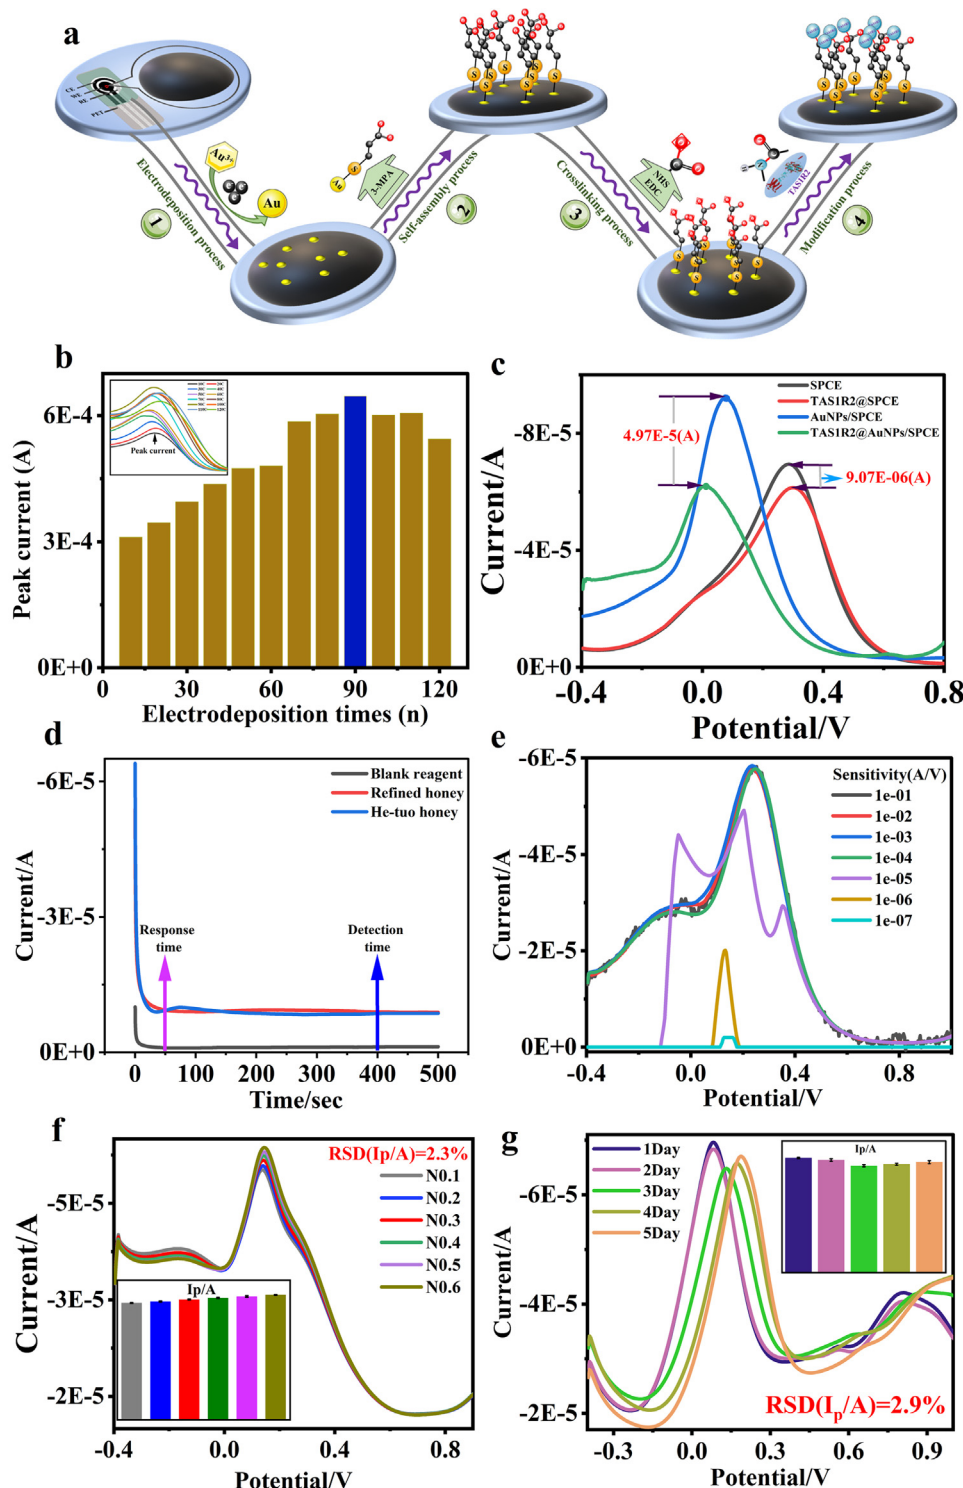 a
CE
WE
RE
PET
Au³⁺
Au
Electrodeposition process
1
Au
S
3-MPA
Self-assembly process
2
S
S
S
S
S
Crosslinking process
3
NHS
EDC
S
S
S
S
S
TAS1R2
Modification process
4
S
S
S
S
S
b
Peak current (A)
6E-4
3E-4
0E+0
Peak current
30
60
90
120
Electrodeposition times (n)
c
SPCE
TAS1R2@SPCE
AuNPs/SPCE
TAS1R2@AuNPs/SPCE
4.97E-5(A)
9.07E-06(A)
Current/A
-8E-5
-4E-5
0E+0
-0.4
0.0
0.4
0.8
Potential/V
d
Blank reagent
Refined honey
He-tuo honey
Response
time
Detection
time
Current/A
-6E-5
-3E-5
0E+0
0
100
200
300
400
500
Time/sec
e
Sensitivity(A/V)
1e-01
1e-02
1e-03
1e-04
1e-05
1e-06
1e-07
Current/A
-6E-5
-4E-5
-2E-5
0E+0
-0.4
0.0
0.4
0.8
Potential/V
f
RSD(Ip/A)=2.3%
N0.1
N0.2
N0.3
N0.4
N0.5
N0.6
Ip/A
Current/A
-5E-5
-3E-5
-2E-5
-0.4
0.0
0.4
0.8
Potential/V
g
1Day
2Day
3Day
4Day
5Day
Ip/A
RSD(Iₚ/A)=2.9%
Current/A
-6E-5
-4E-5
-2E-5
-0.3
0.0
0.3
0.6
0.9
Potential/V